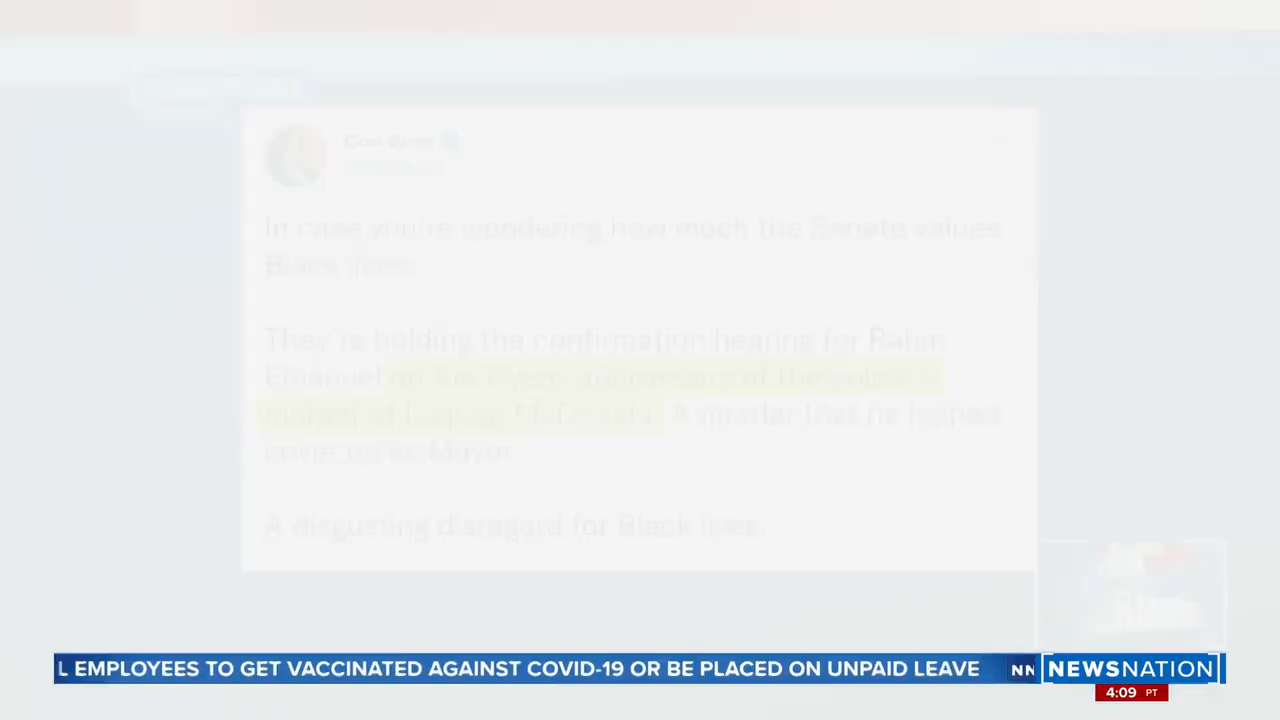 Cori Bush
In case you're wondering how much the Senate values
Black lives:
They're holding the confirmation hearing for Rahm
Emanuel on the 7-year anniversary of the police
murder of Laquan McDonald. A murder that he helped
cover up as Mayor.
A disgusting disregard for Black lives.
L EMPLOYEES TO GET VACCINATED AGAINST COVID-19 OR BE PLACED ON UNPAID LEAVE NN NEWSNATION
4:09 PT